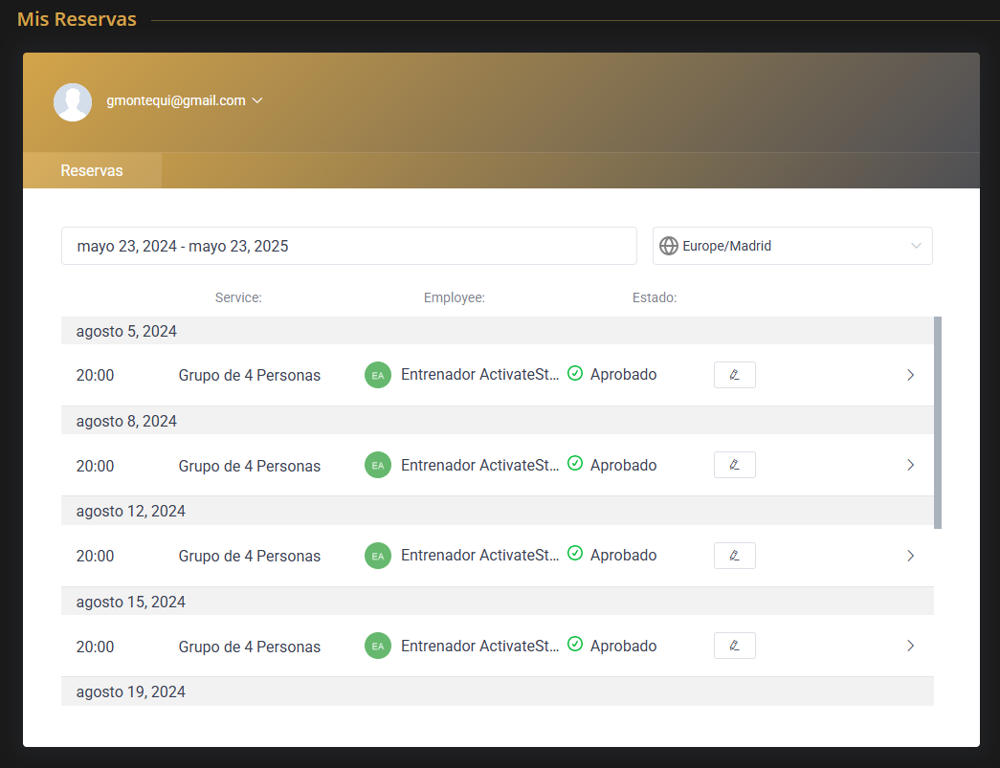 Mis Reservas
gmontequi@gmail.com
Reservas
mayo 23, 2024 - mayo 23, 2025
Europe/Madrid
Service: Employee: Estado:
agosto 5, 2024
20:00 Grupo de 4 Personas EA Entrenador ActivateSt... Aprobado
agosto 8, 2024
20:00 Grupo de 4 Personas EA Entrenador ActivateSt... Aprobado
agosto 12, 2024
20:00 Grupo de 4 Personas EA Entrenador ActivateSt... Aprobado
agosto 15, 2024
20:00 Grupo de 4 Personas EA Entrenador ActivateSt... Aprobado
agosto 19, 2024